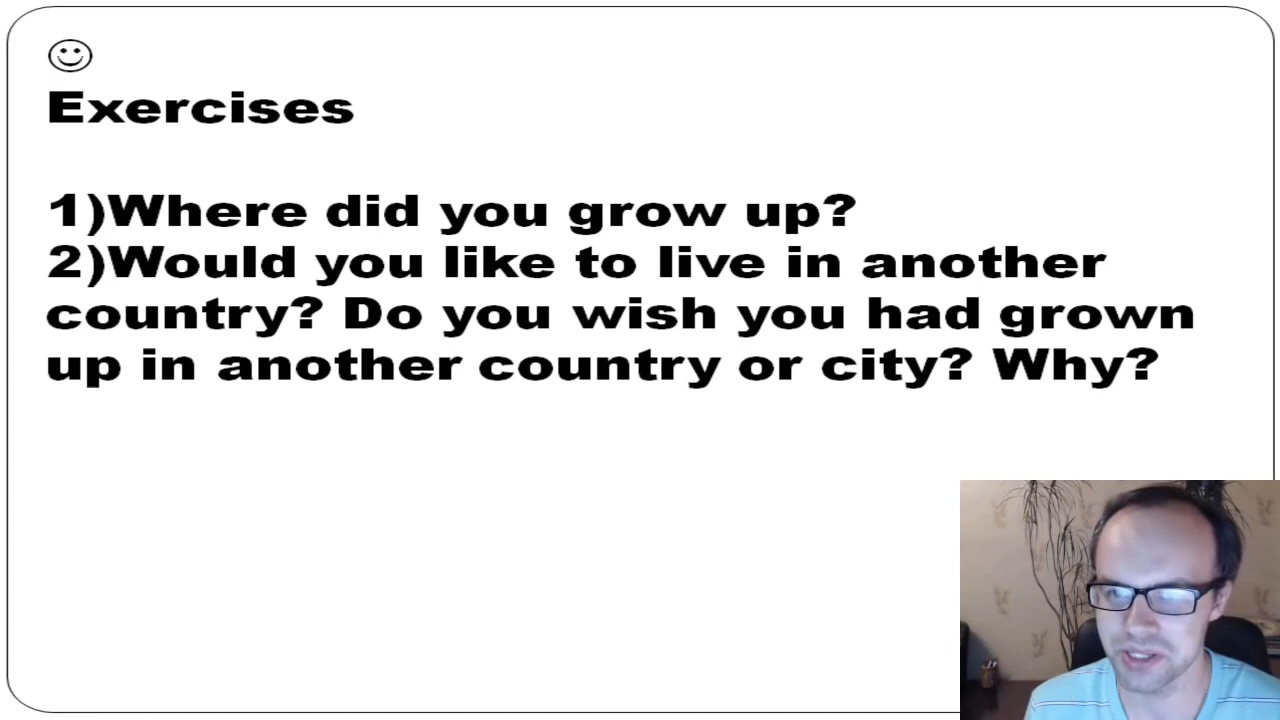 Exercises
1)Where did you grow up?
2)Would you like to live in another
country? Do you wish you had grown
up in another country or city? Why?